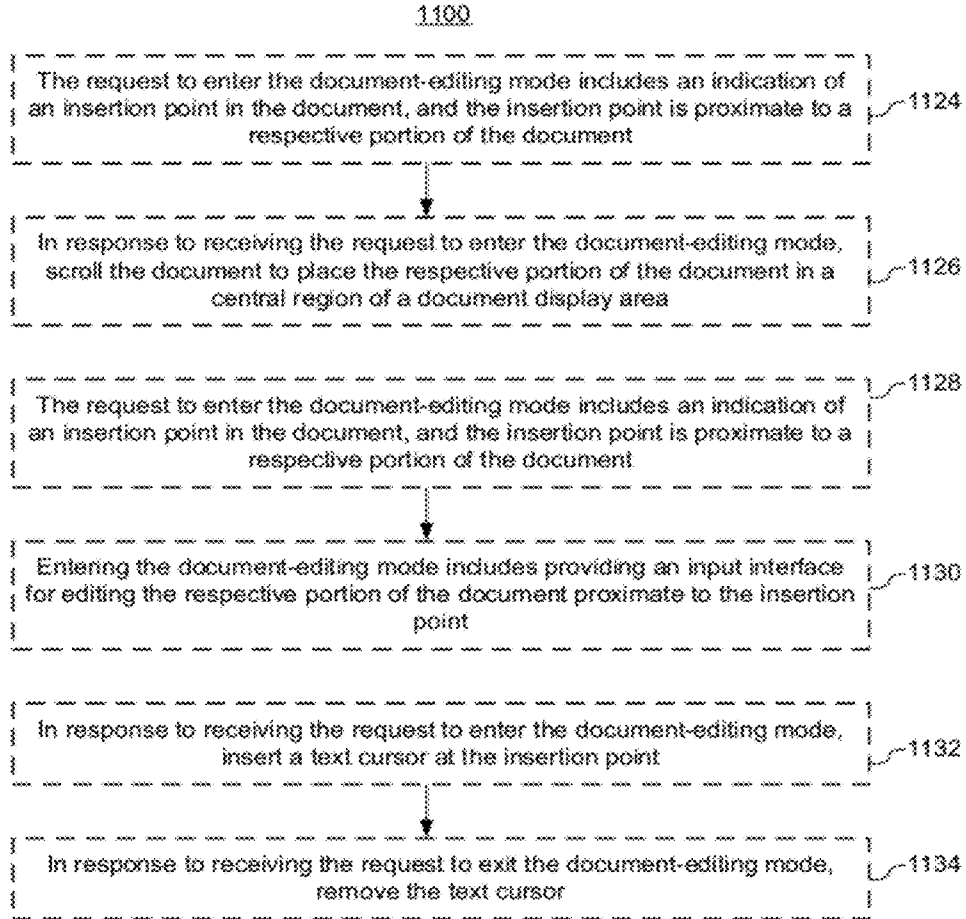 1100
The request to enter the document-editing mode includes an indication of
an insertion point in the document, and the insertion point is proximate to a
respective portion of the document
1124
In response to receiving the request to enter the document-editing mode,
scroll the document to place the respective portion of the document in a
central region of a document display area
1126
The request to enter the document-editing mode includes an indication of
an insertion point in the document, and the insertion point is proximate to a
respective portion of the document
1128
Entering the document-editing mode includes providing an input interface
for editing the respective portion of the document proximate to the insertion
point
1130
In response to receiving the request to enter the document-editing mode,
insert a text cursor at the insertion point
1132
In response to receiving the request to exit the document-editing mode,
remove the text cursor
1134